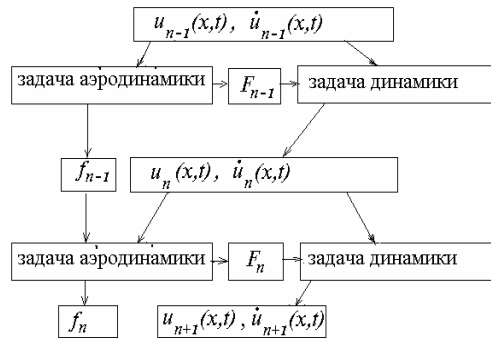 u_{n-1}(x,t), u̇_{n-1}(x,t)
задача аэродинамики F_{n-1} задача динамики
f_{n-1} u_n(x,t), u̇_n(x,t)
задача аэродинамики F_n задача динамики
f_n u_{n+1}(x,t), u̇_{n+1}(x,t)